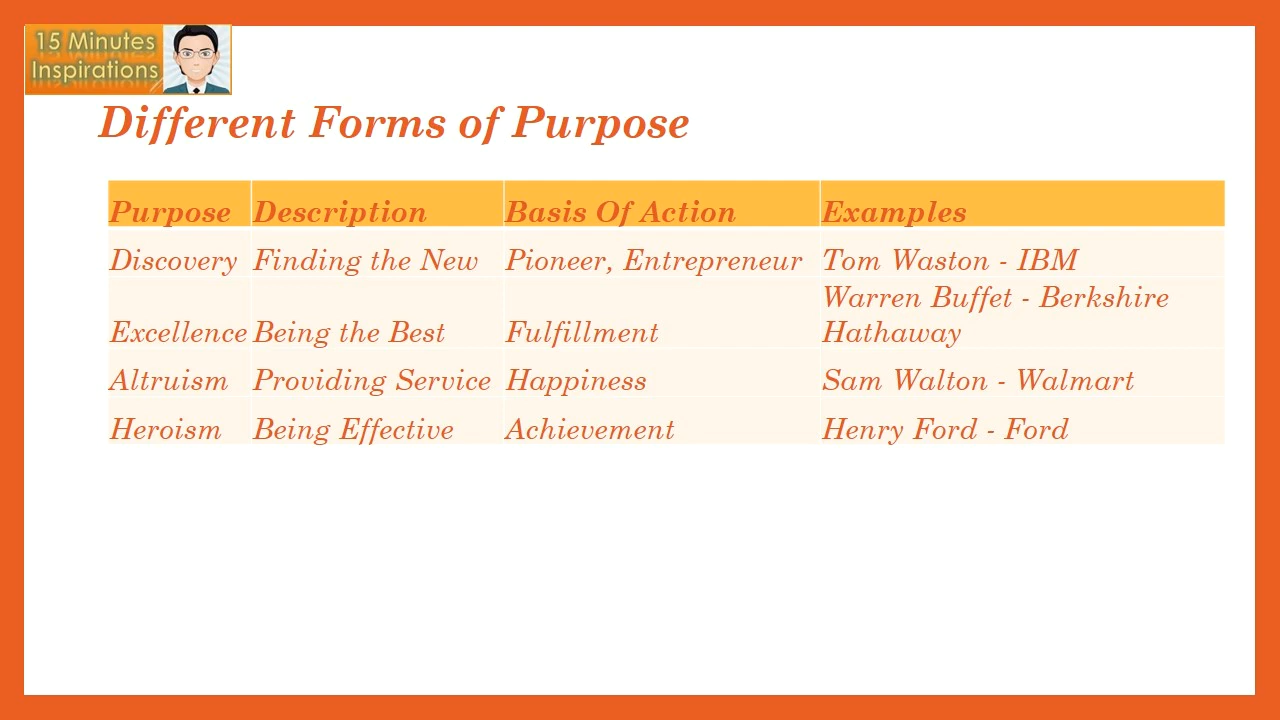 15 Minutes
Inspirations
Different Forms of Purpose
Purpose Description Basis Of Action Examples
Discovery Finding the New Pioneer, Entrepreneur Tom Waston - IBM
Warren Buffet - Berkshire
Excellence Being the Best Fulfillment Hathaway
Altruism Providing Service Happiness Sam Walton - Walmart
Heroism Being Effective Achievement Henry Ford - Ford